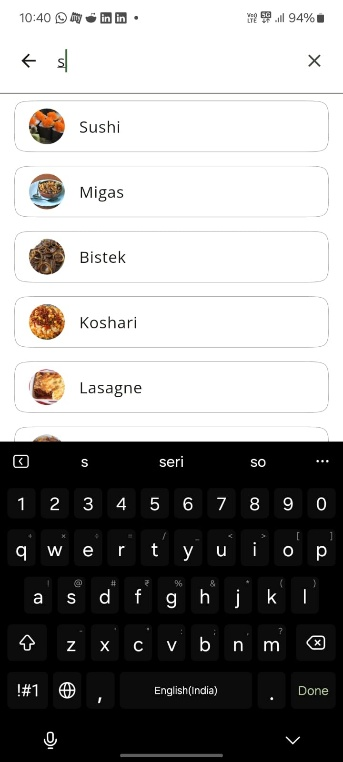 10:40 94%
s
Sushi
Migas
Bistek
Koshari
Lasagne
s seri so ...
1 2 3 4 5 6 7 8 9 0
q w e r t y u i o p
a s d f g h j k l
z x c v b n m
!#1 , English(India) . Done